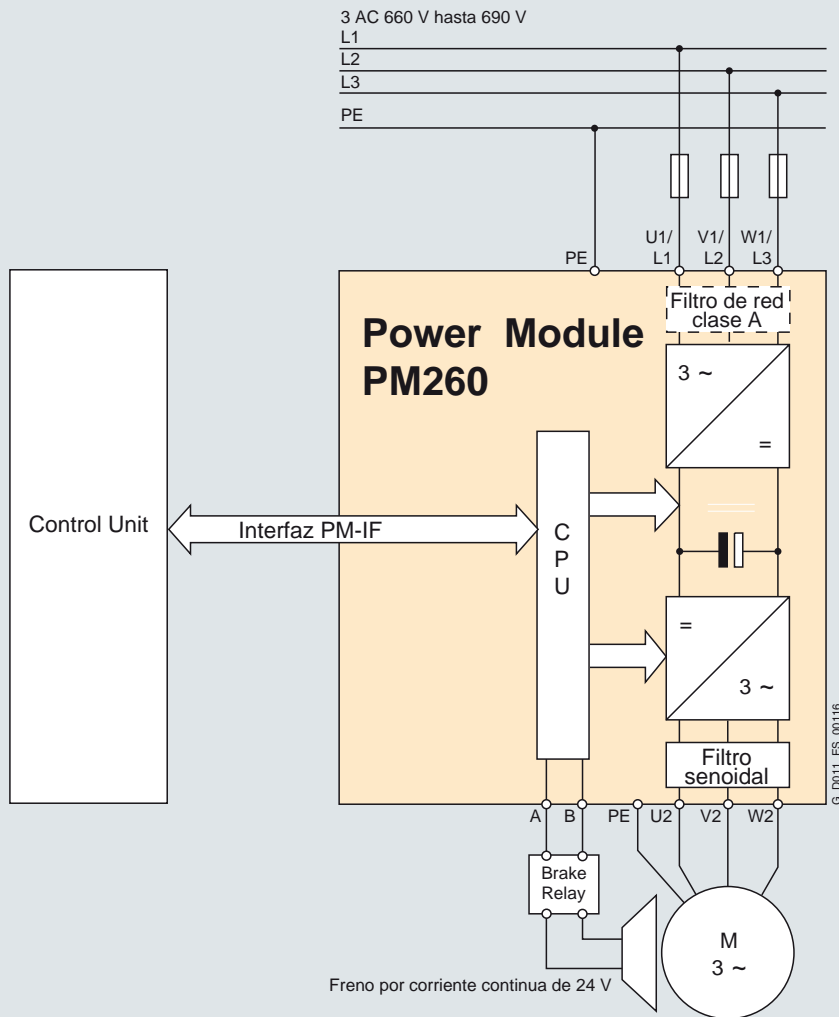 3 AC 660 V hasta 690 V
L1
L2
L3
PE
PE
U1/
L1
V1/
L2
W1/
L3
Filtro de red
clase A
Power Module
PM260
3 ~
=
Control Unit
Interfaz PM-IF
C
P
U
=
3 ~
Filtro
senoidal
G_D011_ES_00116
A
B
PE
U2
V2
W2
Brake
Relay
M
3 ~
Freno por corriente continua de 24 V